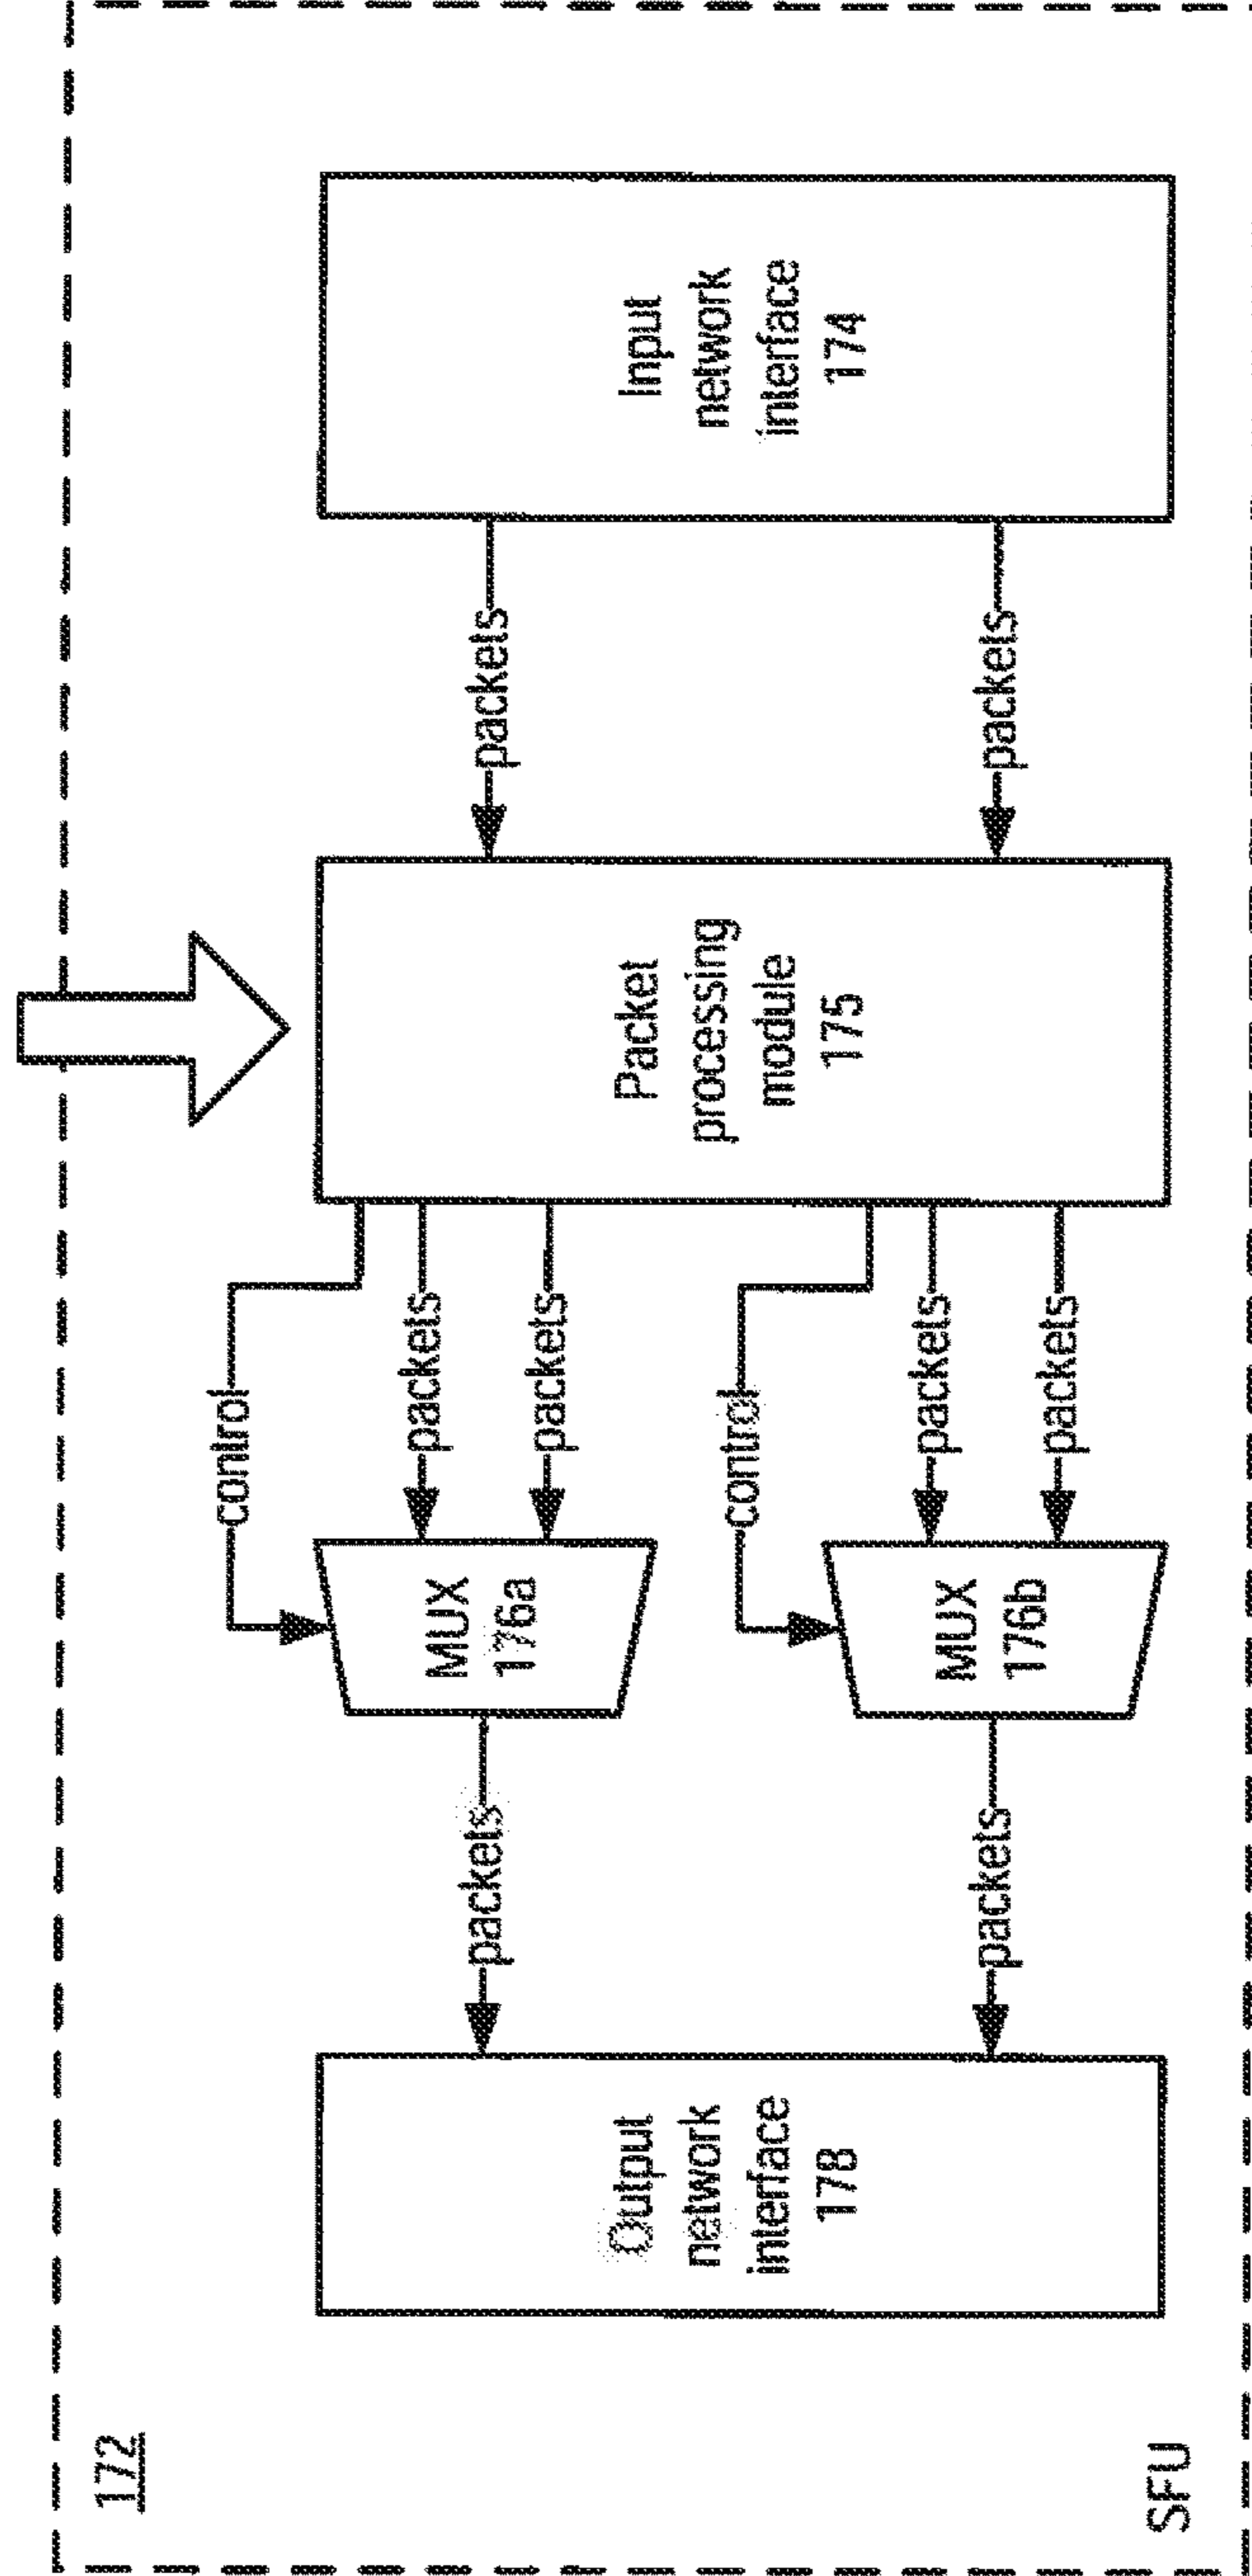 172
SFU
Output
network
interface
178
packets
packets
MUX
176a
MUX
176b
control
packets
packets
control
packets
packets
Packet
processing
module
175
packets
packets
Input
network
interface
174